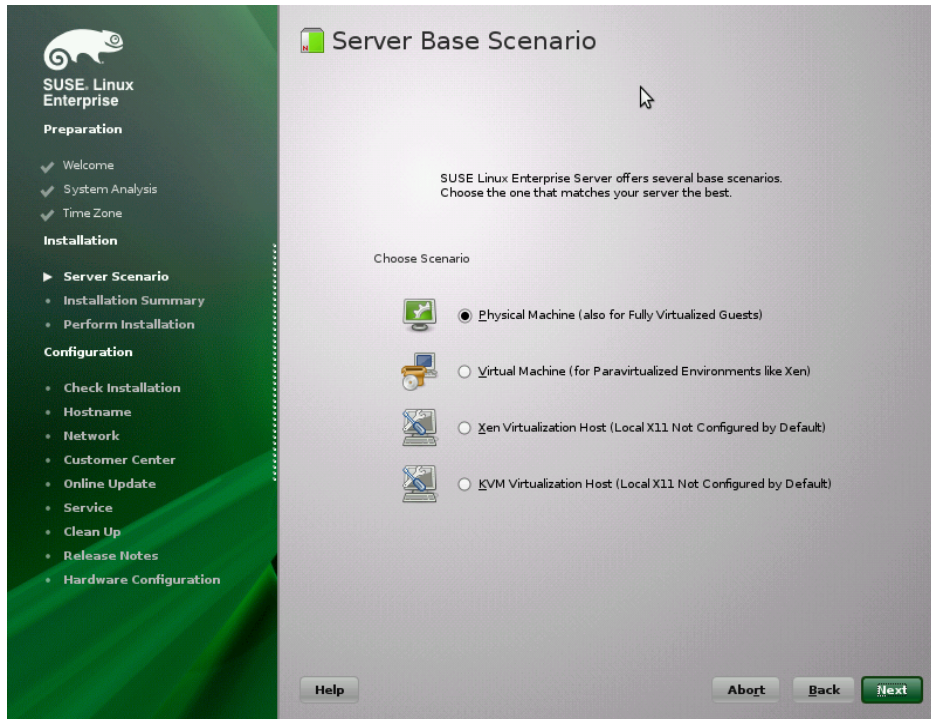 SUSE. Linux
Enterprise
Preparation
Welcome
System Analysis
Time Zone
Installation
Server Scenario
Installation Summary
Perform Installation
Configuration
Check Installation
Hostname
Network
Customer Center
Online Update
Service
Clean Up
Release Notes
Hardware Configuration
N
Server Base Scenario
SUSE Linux Enterprise Server offers several base scenarios.
Choose the one that matches your server the best.
Choose Scenario
Physical Machine (also for Fully Virtualized Guests)
Virtual Machine (for Paravirtualized Environments like Xen)
Xen Virtualization Host (Local X11 Not Configured by Default)
KVM Virtualization Host (Local X11 Not Configured by Default)
Help
Abort
Back
Next